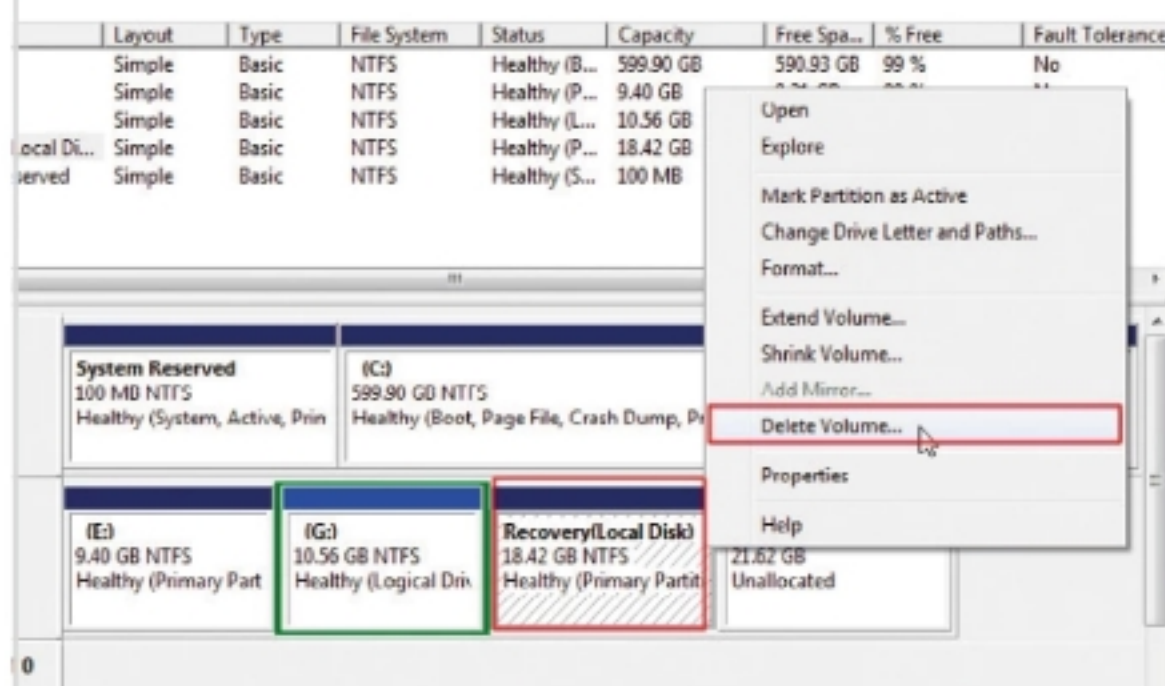 Layout Type File System Status Capacity Free Spa... % Free Fault Tolerance
Simple Basic NTFS Healthy (B... 599.90 GB 590.93 GB 99 % No
Simple Basic NTFS Healthy (P... 9.40 GB
Simple Basic NTFS Healthy (L... 10.56 GB
ocal Di... Simple Basic NTFS Healthy (P... 18.42 GB
served Simple Basic NTFS Healthy (S... 100 MB
Open
Explore
Mark Partition as Active
Change Drive Letter and Paths...
Format...
Extend Volume...
Shrink Volume...
Add Mirror...
Delete Volume...
Properties
Help
System Reserved
100 MB NTFS
Healthy (System, Active, Prin
(C:)
599.90 GB NTFS
Healthy (Boot, Page File, Crash Dump, Pr
(E:)
9.40 GB NTFS
Healthy (Primary Part
(G:)
10.56 GB NTFS
Healthy (Logical Driv
Recovery(Local Disk)
18.42 GB NTFS
Healthy (Primary Partit
21.62 GB
Unallocated
0